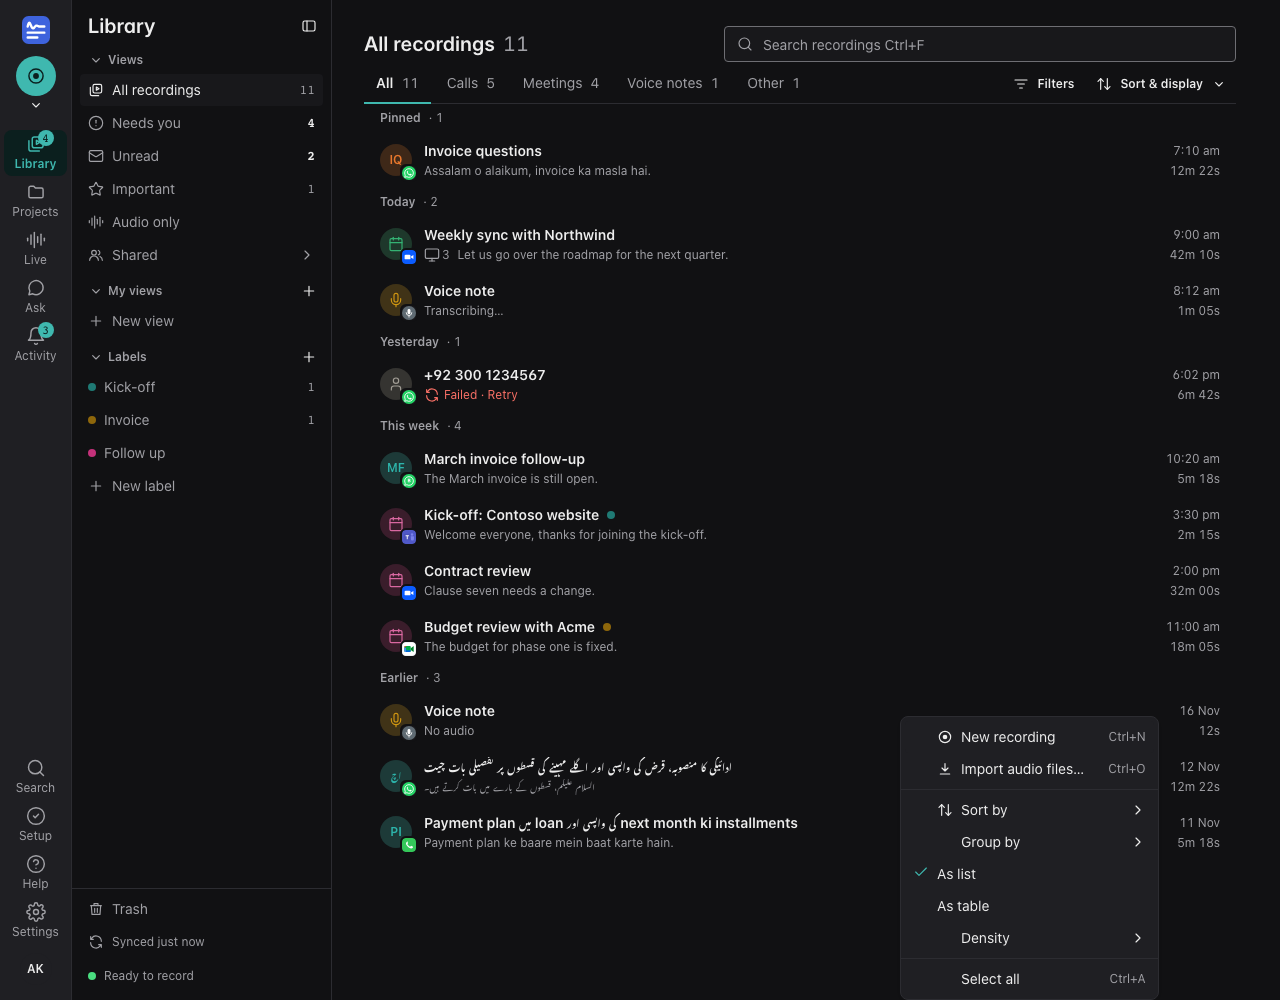 Library
4
Library
Projects
Live
Ask
3
Activity
Search
Setup
Help
Settings
AK
Library
Views
All recordings 11
Needs you 4
Unread 2
Important 1
Audio only
Shared
My views
New view
Labels
Kick-off 1
Invoice 1
Follow up
New label
Trash
Synced just now
Ready to record
All recordings 11
Search recordings Ctrl+F
All 11 Calls 5 Meetings 4 Voice notes 1 Other 1
Filters Sort & display
Pinned · 1
IQ Invoice questions 7:10 am
Assalam o alaikum, invoice ka masla hai. 12m 22s
Today · 2
Weekly sync with Northwind 9:00 am
3 Let us go over the roadmap for the next quarter. 42m 10s
Voice note 8:12 am
Transcribing... 1m 05s
Yesterday · 1
+92 300 1234567 6:02 pm
Failed · Retry 6m 42s
This week · 4
MF March invoice follow-up 10:20 am
The March invoice is still open. 5m 18s
Kick-off: Contoso website 3:30 pm
Welcome everyone, thanks for joining the kick-off. 2m 15s
Contract review 2:00 pm
Clause seven needs a change. 32m 00s
Budget review with Acme 11:00 am
The budget for phase one is fixed. 18m 05s
Earlier · 3
Voice note 16 Nov
No audio 12s
ادائیگی کا منصوبہ، قرض کی واپسی اور اگلے مہینے کی قسطوں پر تفصیلی بات چیت 12 Nov
السلام علیکم، قسطوں کے بارے میں بات کرتے ہیں۔ 12m 22s
PI Payment plan میں loan کی واپسی اور next month ki installments 11 Nov
Payment plan ke baare mein baat karte hain. 5m 18s
New recording Ctrl+N
Import audio files... Ctrl+O
Sort by
Group by
As list
As table
Density
Select all Ctrl+A